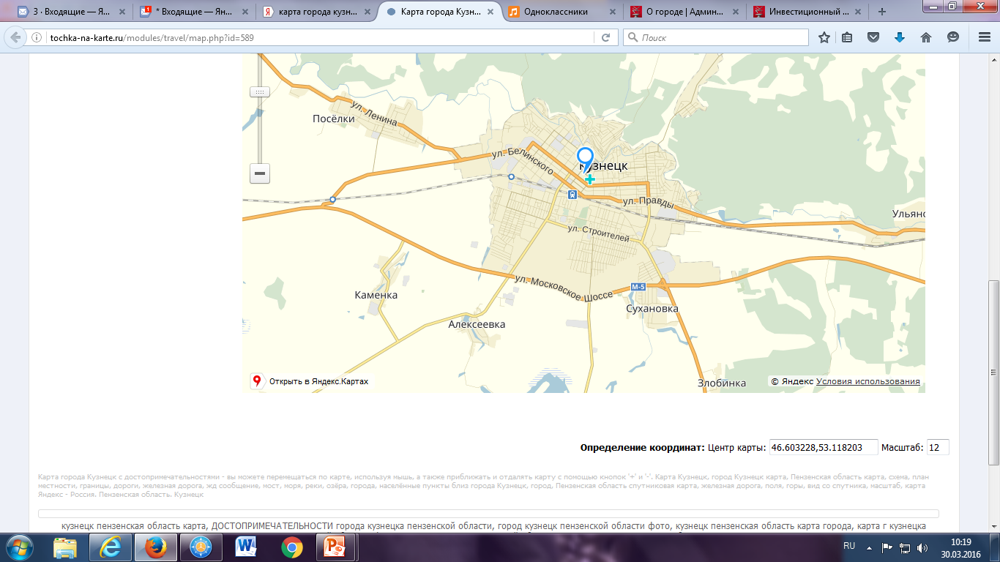 3 · Входящие — Я...
* Входящие — Ян...
карта города кузн...
Карта города Кузн...
Одноклассники
О городе | Админ...
Инвестиционный ...
tochka-na-karte.ru/modules/travel/map.php?id=589
Поиск
ул. Ленина
Посёлки
ул. Белинского
Кузнецк
ул. Правды
Ульяно
ул. Строителей
ул. Московское Шоссе
М-5
Каменка
Сухановка
Алексеевка
Злобинка
Открыть в Яндекс.Картах
© Яндекс Условия использования
Определение координат: Центр карты: 46.603228,53.118203 Масштаб: 12
Карта города Кузнецк с достопримечательностями - вы можете перемещаться по карте, используя мышь, а также приближать и отдалять карту с помощью кнопок '+' и '-'. Карта Кузнецк, город Кузнецк карта, Пензенская область карта, схема, план
местности, границы, дороги, железная дорога, жд сообщение, мост, моря, реки, озёра, города, населённые пункты близ города Кузнецк, город, Пензенская область спутниковая карта, железная дорога, поля, горы, вид со спутника, масштаб, карта
Яндекс - Россия. Пензенская область. Кузнецк
кузнецк пензенская область карта, ДОСТОПРИМЕЧАТЕЛЬНОСТИ города кузнецка пензенской области, город кузнецк пензенской области фото, кузнецк пензенская область карта города, карта г кузнецка
RU
10:19
30.03.2016